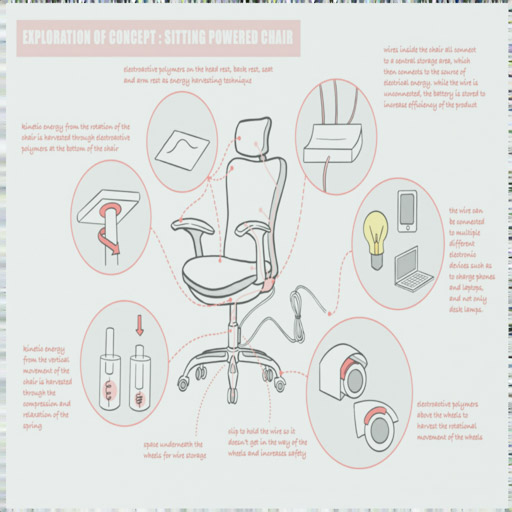 EXPLORATION OF CONCEPT : SITTING POWERED CHAIR
wires inside the chair all connect
to a central storage area, which
then connects to the source of
electrical energy. while the wire is
unconnected, the battery is stored to
increase efficiency of the product
electroactive polymers on the head rest, back rest, seat
and arm rest as energy harvesting technique
kinetic energy from the rotation of the
chair is harvested through electroactive
polymers at the bottom of the chair
the wire can
be connected
to multiple
different
electronic
devices such as
to charge phones
and laptops,
and not only
desk lamps.
kinetic energy
from the vertical
movement of the
chair is harvested
through the
compression and
relaxation of the
spring
electroactive polymers
above the wheels to
harvest the rotational
movement of the wheels
space underneath the
wheels for wire storage
slip to hold the wire so it
doesn't get in the way of the
wheels and increases safety